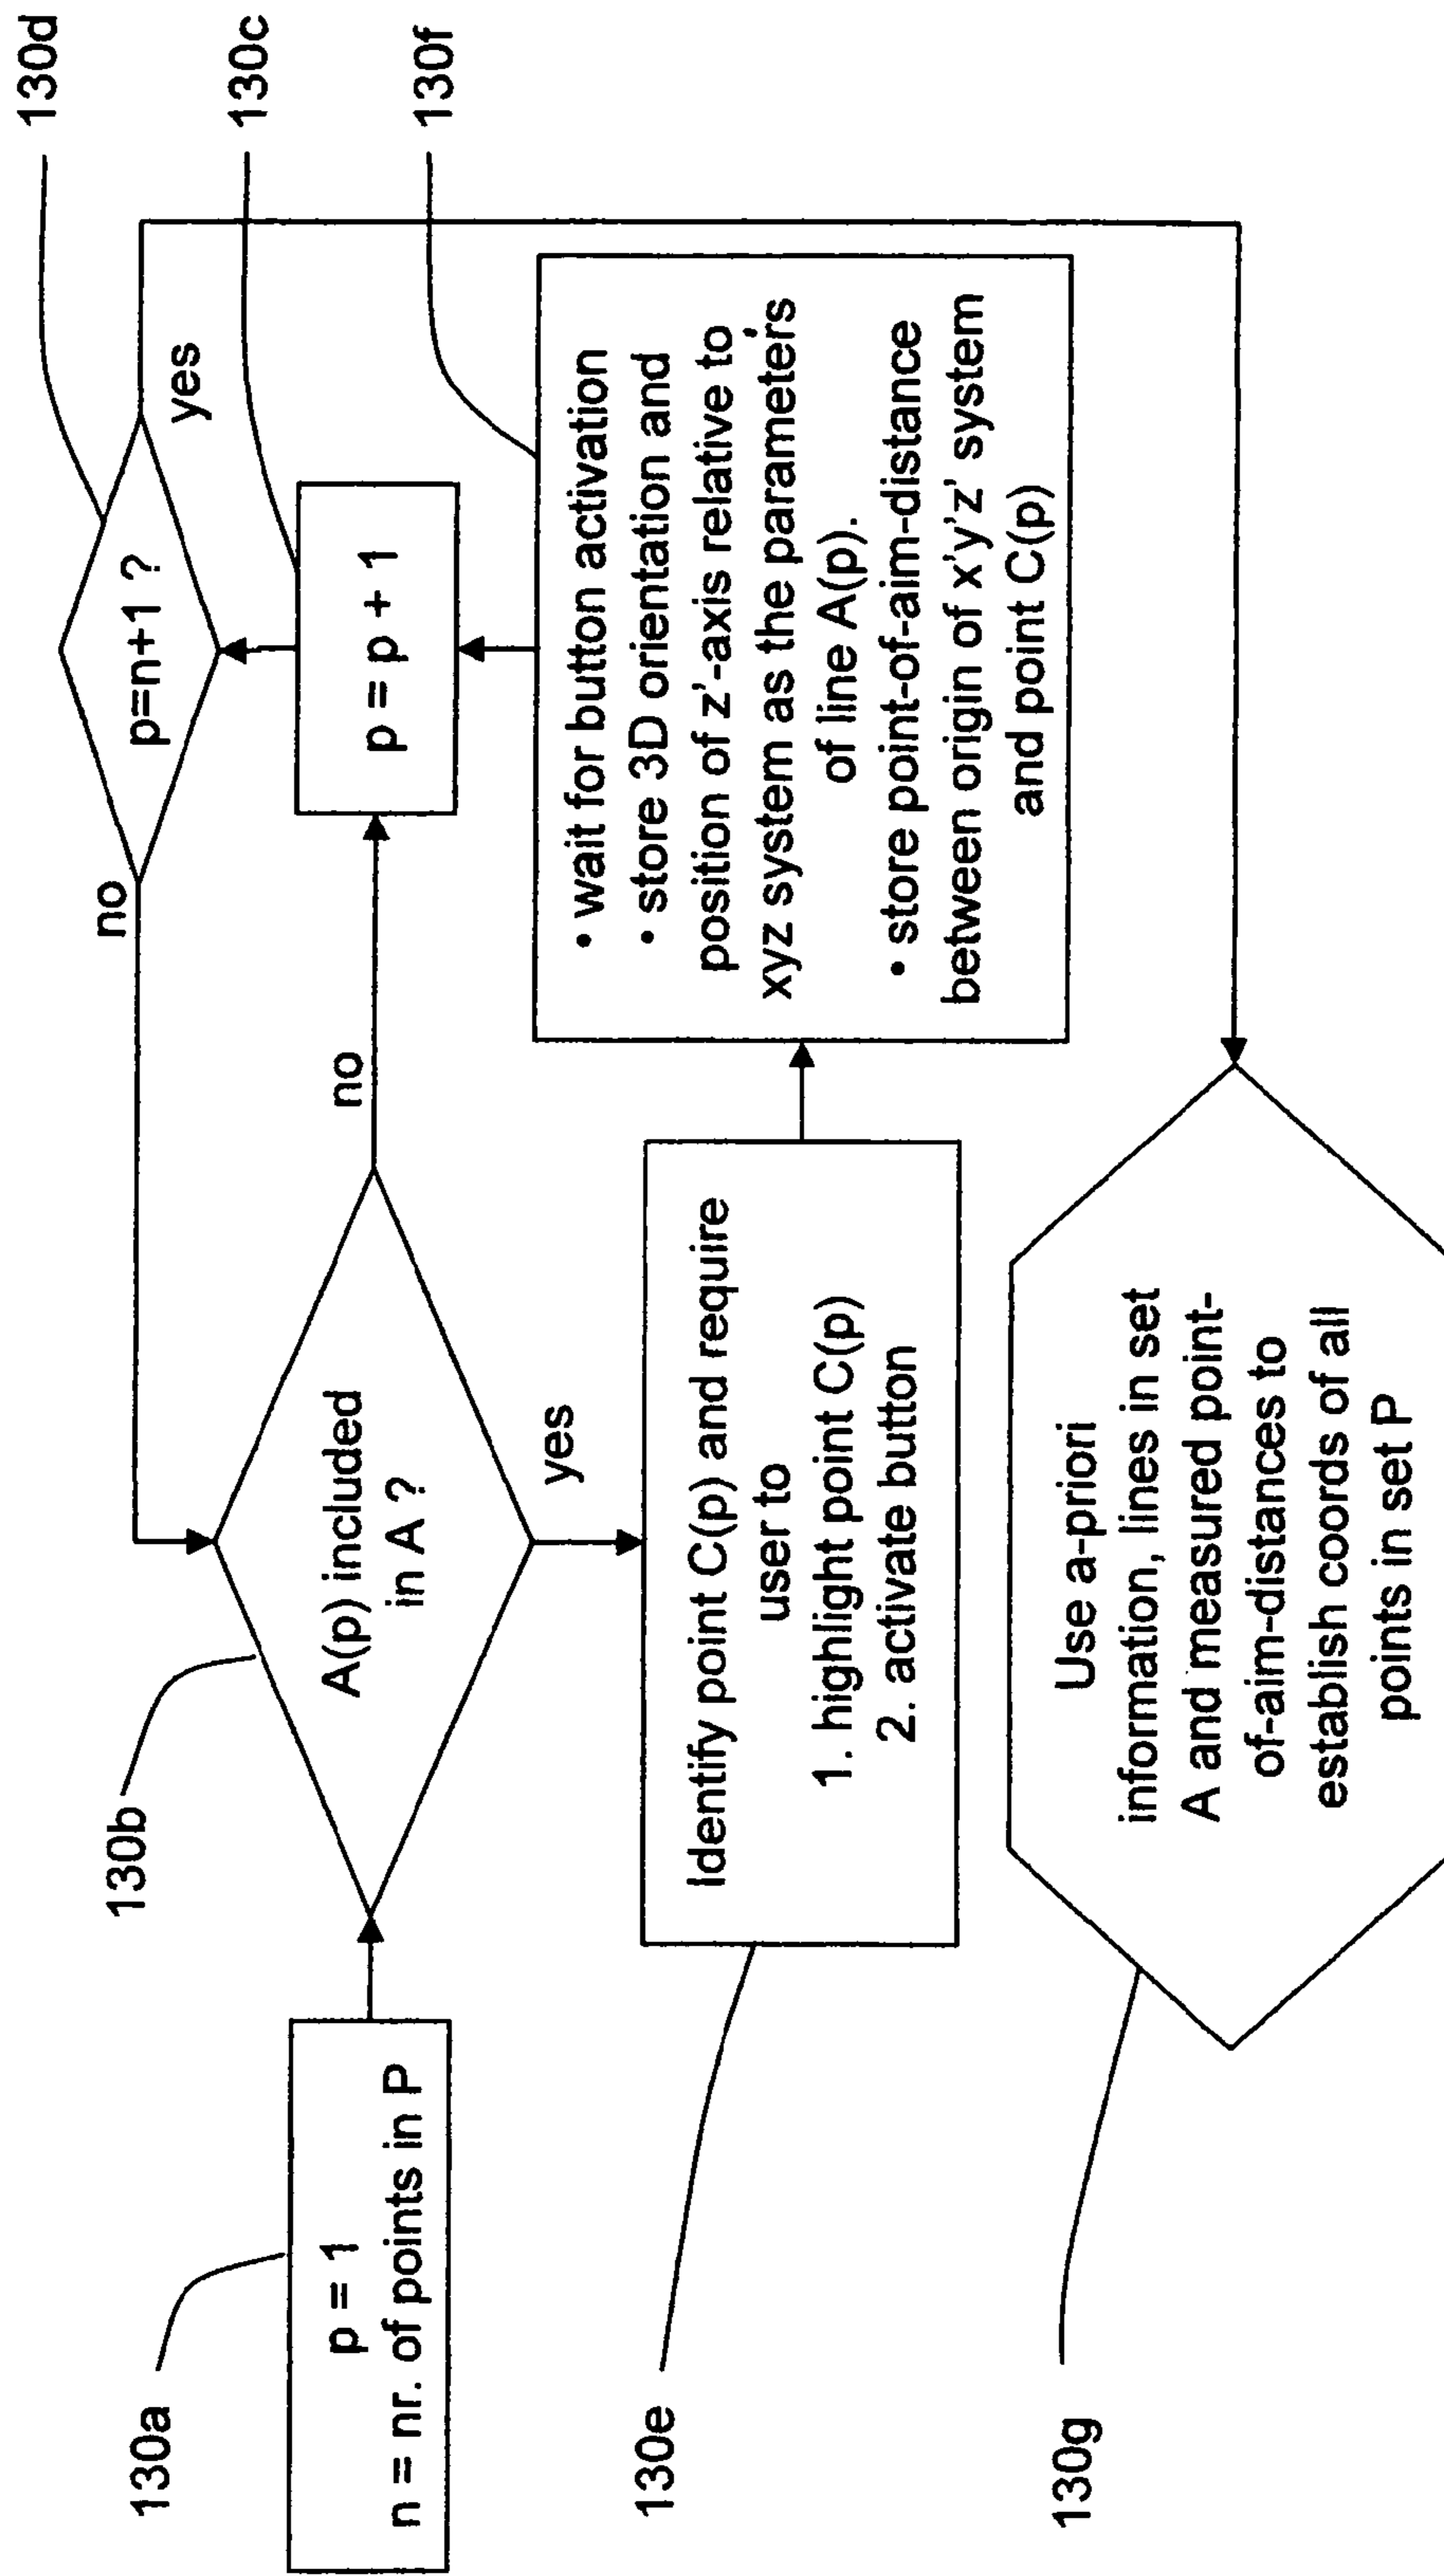 130a
p = 1
n = nr. of points in P
130b
A(p) included
in A ?
no
yes
130c
p = p + 1
130d
p=n+1 ?
no
yes
130e
Identify point C(p) and require
user to
1. highlight point C(p)
2. activate button
130f
• wait for button activation
• store 3D orientation and
position of z'-axis relative to
xyz system as the parameters
of line A(p).
• store point-of-aim-distance
between origin of x'y'z' system
and point C(p)
130g
Use a-priori
information, lines in set
A and measured point-
of-aim-distances to
establish coords of all
points in set P